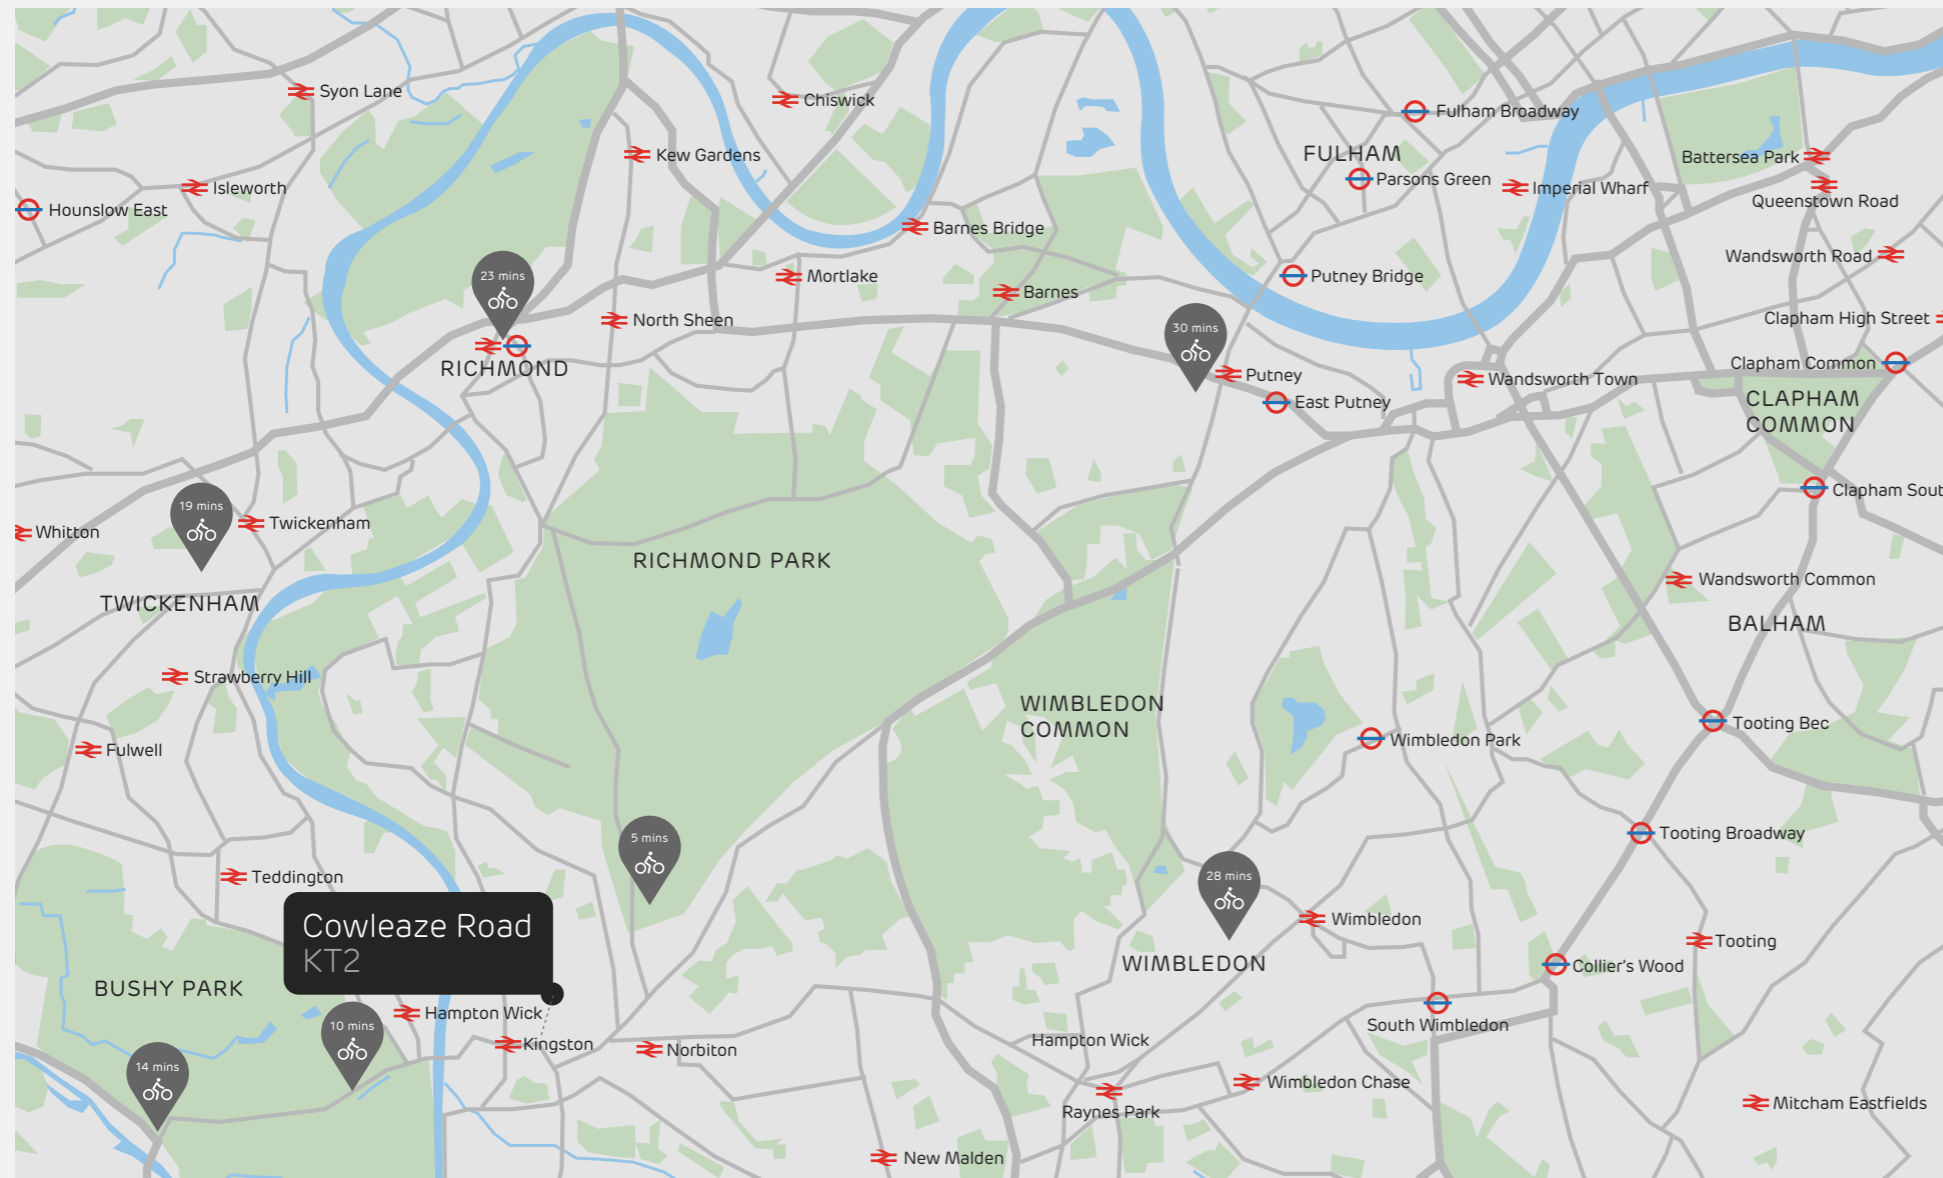 Syon Lane
Chiswick
Fulham Broadway
Kew Gardens
FULHAM
Battersea Park
Isleworth
Parsons Green
Imperial Wharf
Queenstown Road
Hounslow East
Barnes Bridge
Wandsworth Road
23 mins
Mortlake
Putney Bridge
Barnes
North Sheen
Clapham High Street
30 mins
RICHMOND
Putney
Wandsworth Town
Clapham Common
East Putney
CLAPHAM
COMMON
Clapham Sout
19 mins
Twickenham
Whitton
RICHMOND PARK
Wandsworth Common
TWICKENHAM
BALHAM
Strawberry Hill
WIMBLEDON
COMMON
Tooting Bec
Fulwell
Wimbledon Park
5 mins
Tooting Broadway
Teddington
28 mins
Cowleaze Road
KT2
Wimbledon
Tooting
WIMBLEDON
Collier's Wood
BUSHY PARK
Hampton Wick
10 mins
South Wimbledon
Kingston
Norbiton
Hampton Wick
14 mins
Wimbledon Chase
Raynes Park
Mitcham Eastfields
New Malden